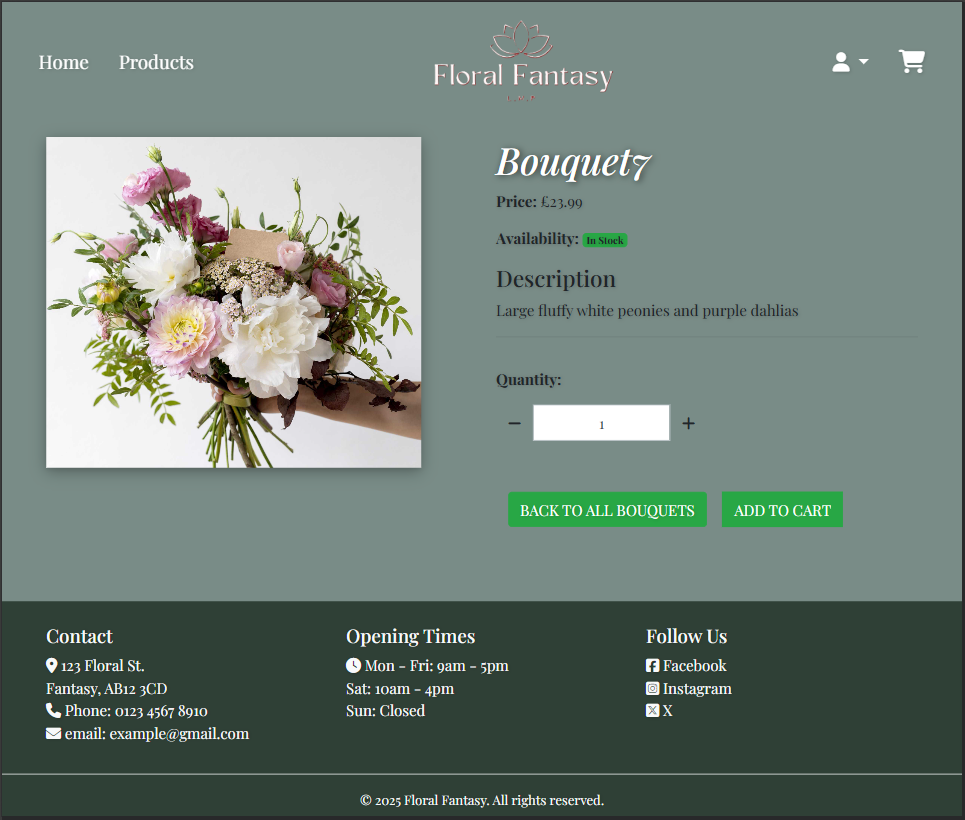 Home
Products
Floral Fantasy
Bouquet7
Price: £23.99
Availability: In Stock
Description
Large fluffy white peonies and purple dahlias
Quantity:
− 1 +
BACK TO ALL BOUQUETS
ADD TO CART
Contact
123 Floral St.
Fantasy, AB12 3CD
Phone: 0123 4567 8910
email: example@gmail.com
Opening Times
Mon - Fri: 9am - 5pm
Sat: 10am - 4pm
Sun: Closed
Follow Us
Facebook
Instagram
X
© 2025 Floral Fantasy. All rights reserved.